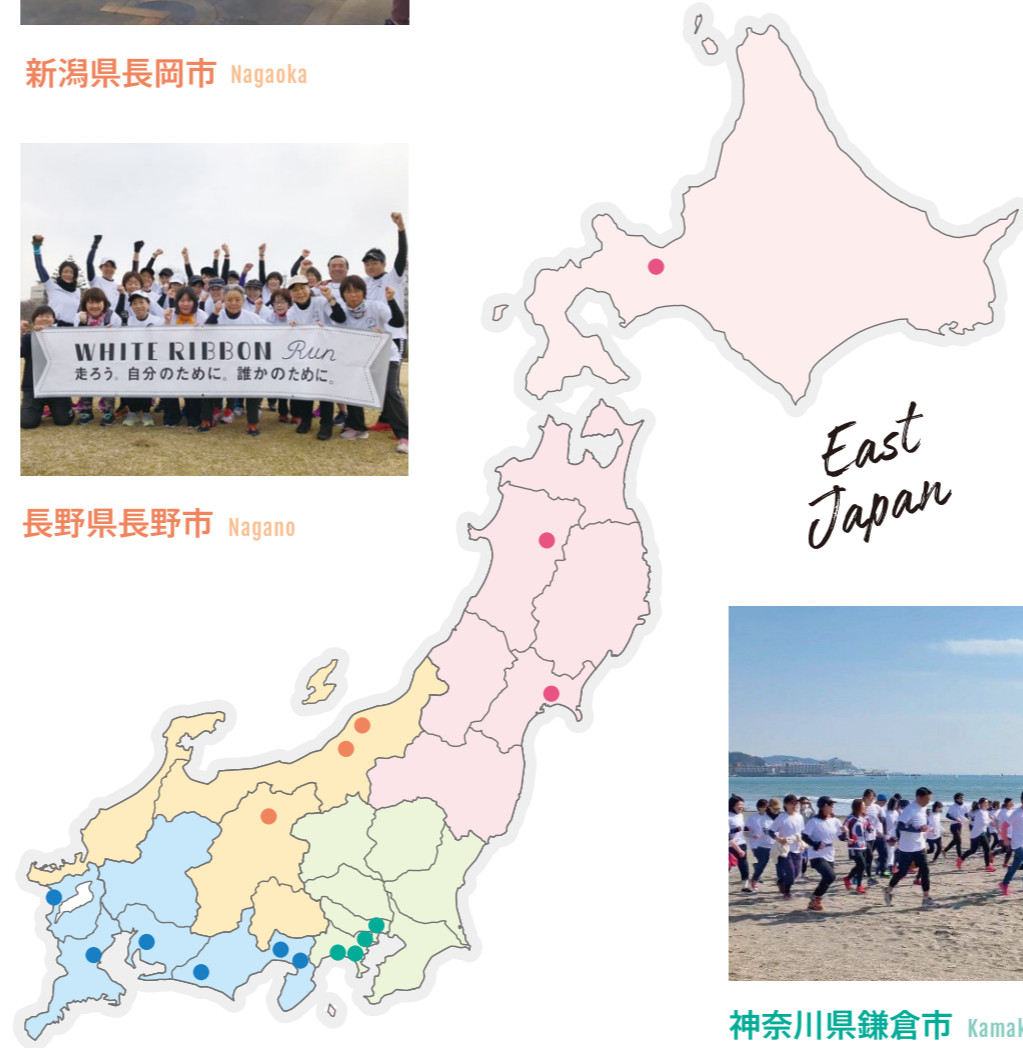 新潟県長岡市 Nagaoka
WHITE RIBBON Run
走ろう。自分のために。誰かのために。
長野県長野市 Nagano
East
Japan
神奈川県鎌倉市 Kamak